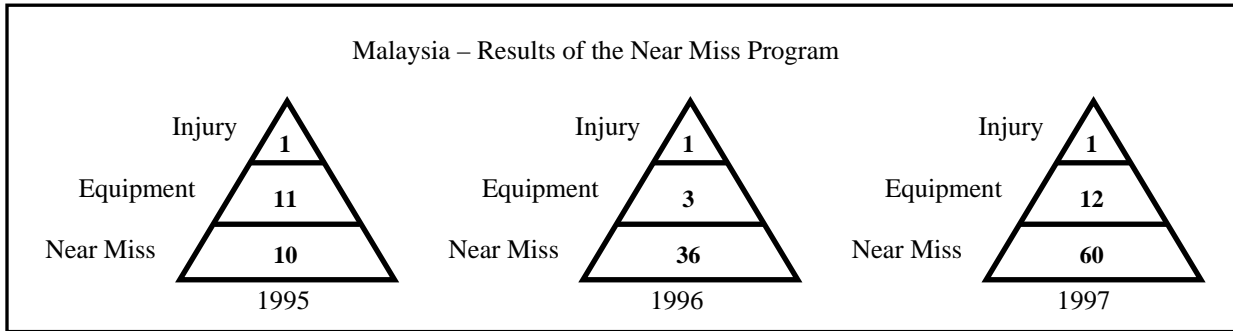 Malaysia – Results of the Near Miss Program
Injury 1 Injury 1 Injury 1
Equipment 11 Equipment 3 Equipment 12
Near Miss 10 Near Miss 36 Near Miss 60
1995 1996 1997